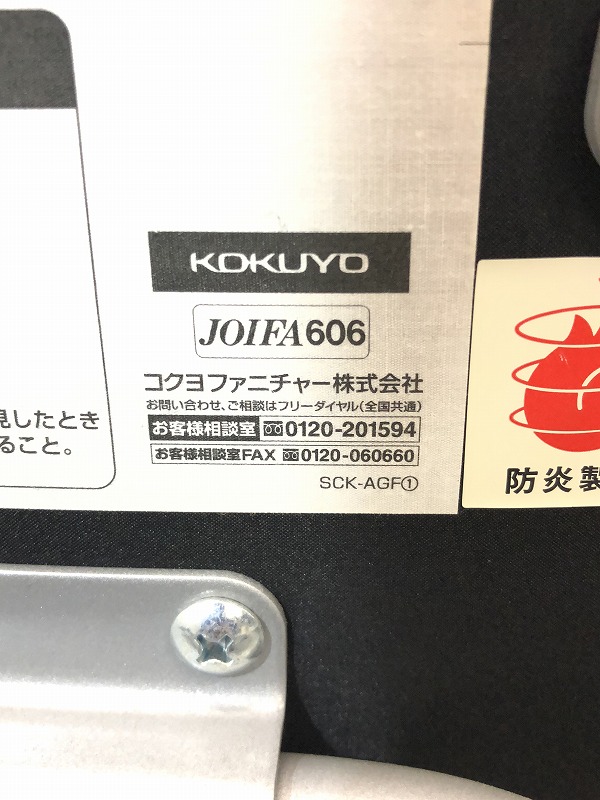 KOKUYO
JOIFA606
コクヨファニチャー株式会社
お問い合わせ、ご相談はフリーダイヤル(全国共通)
お客様相談室 0120-201594
お客様相談室FAX 0120-060660
SCK-AGF①
見したとき
ること。
防炎製